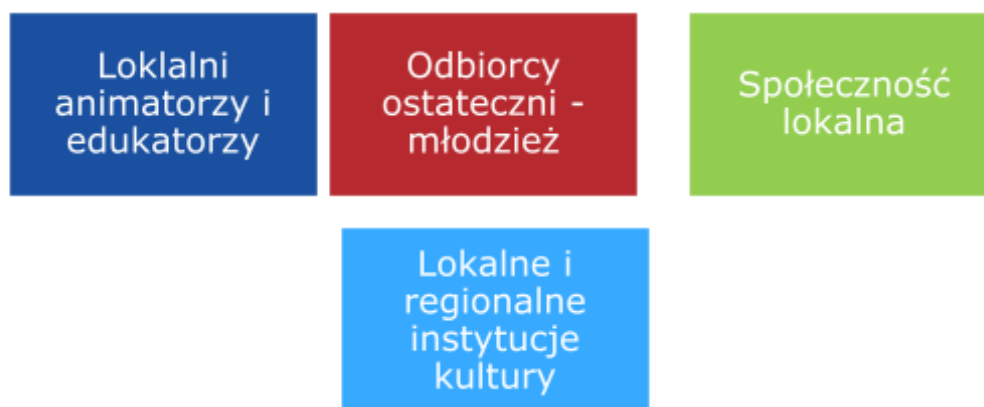 Loklalni
animatorzy i
edukatorzy
Odbiorcy
ostateczni -
młodzież
Społeczność
lokalna
Lokalne i
regionalne
instytucje
kultury